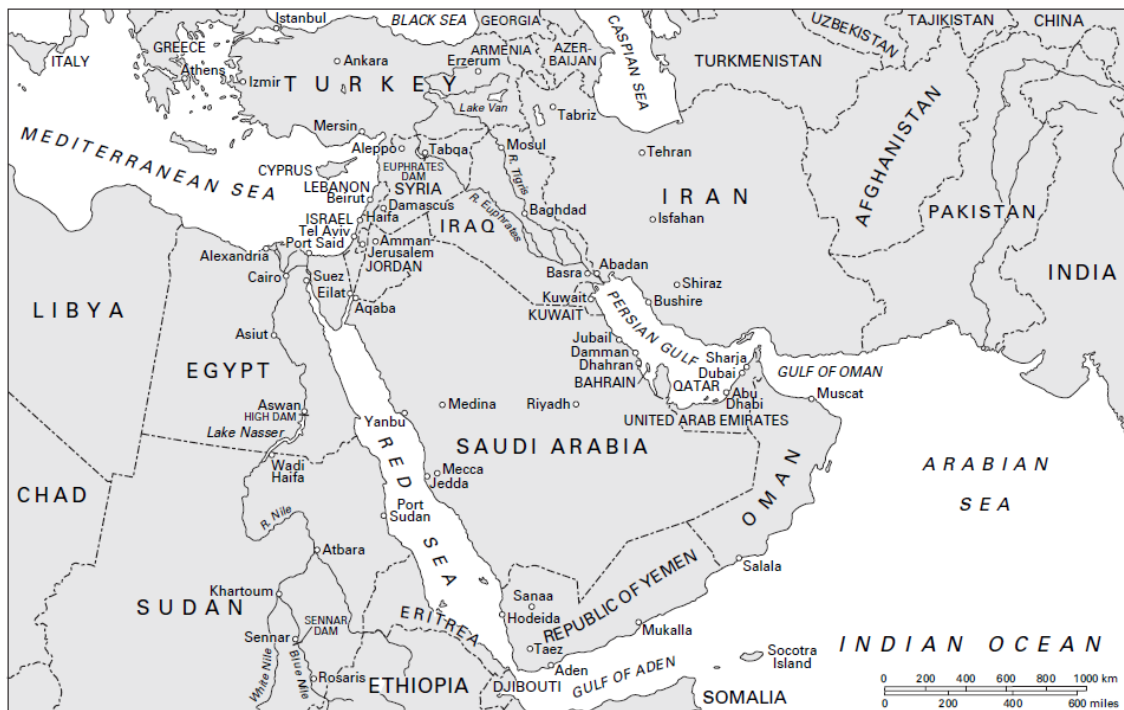 Istanbul
BLACK SEA
GEORGIA
CASPIAN SEA
UZBEKISTAN
TAJIKISTAN
CHINA
ITALY
GREECE
Athens
Izmir
Ankara
TURKEY
ARMENIA
Erzerum
AZER-
BAIJAN
TURKMENISTAN
Lake Van
Tabriz
MEDITERRANEAN SEA
Mersin
Aleppo
Tabqa
EUPHRATES
DAM
Mosul
R. Tigris
Tehran
AFGHANISTAN
CYPRUS
LEBANON
Beirut
SYRIA
Damascus
R. Euphrates
Baghdad
IRAN
Isfahan
PAKISTAN
ISRAEL
Haifa
Tel Aviv
Port Said
IRAQ
Amman
Jerusalem
JORDAN
Alexandria
Cairo
Suez
Eilat
Aqaba
Basra
Abadan
Shiraz
Bushire
INDIA
Kuwait
KUWAIT
PERSIAN GULF
LIBYA
Asiut
EGYPT
Jubail
Damman
Dhahran
BAHRAIN
QATAR
Sharja
Dubai
Abu
Dhabi
GULF OF OMAN
Muscat
Aswan
HIGH DAM
Lake Nasser
Yanbu
Medina
Riyadh
UNITED ARAB EMIRATES
SAUDI ARABIA
Wadi
Haifa
RED SEA
Mecca
Jedda
OMAN
ARABIAN
SEA
CHAD
R. Nile
Port
Sudan
Atbara
Salala
Khartoum
SUDAN
SENNAR
DAM
Sennar
ERITREA
Sanaa
Hodeida
REPUBLIC OF YEMEN
Mukalla
Taez
Aden
GULF OF ADEN
Socotra
Island
INDIAN OCEAN
White Nile
Blue Nile
Rosaris
ETHIOPIA
DJIBOUTI
SOMALIA
0 200 400 600 800 1000 km
0 200 400 600 miles